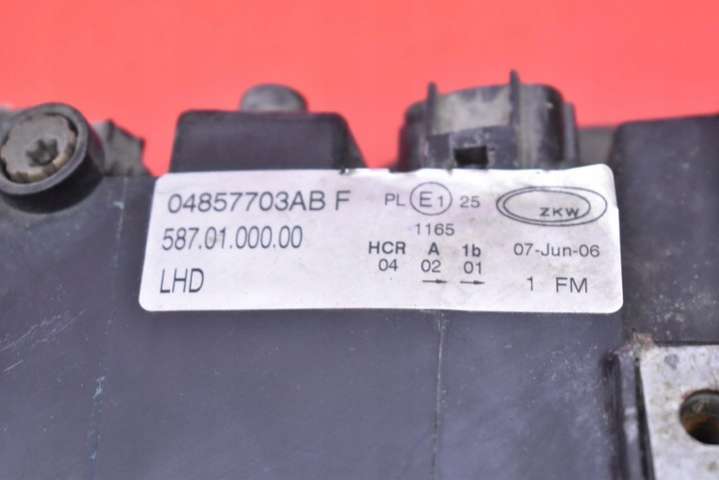 04857703AB F
587.01.000.00
LHD
PL E1 25
1165
HCR A 1b
04 02 01
→ →
ZKW
07-Jun-06
1 FM